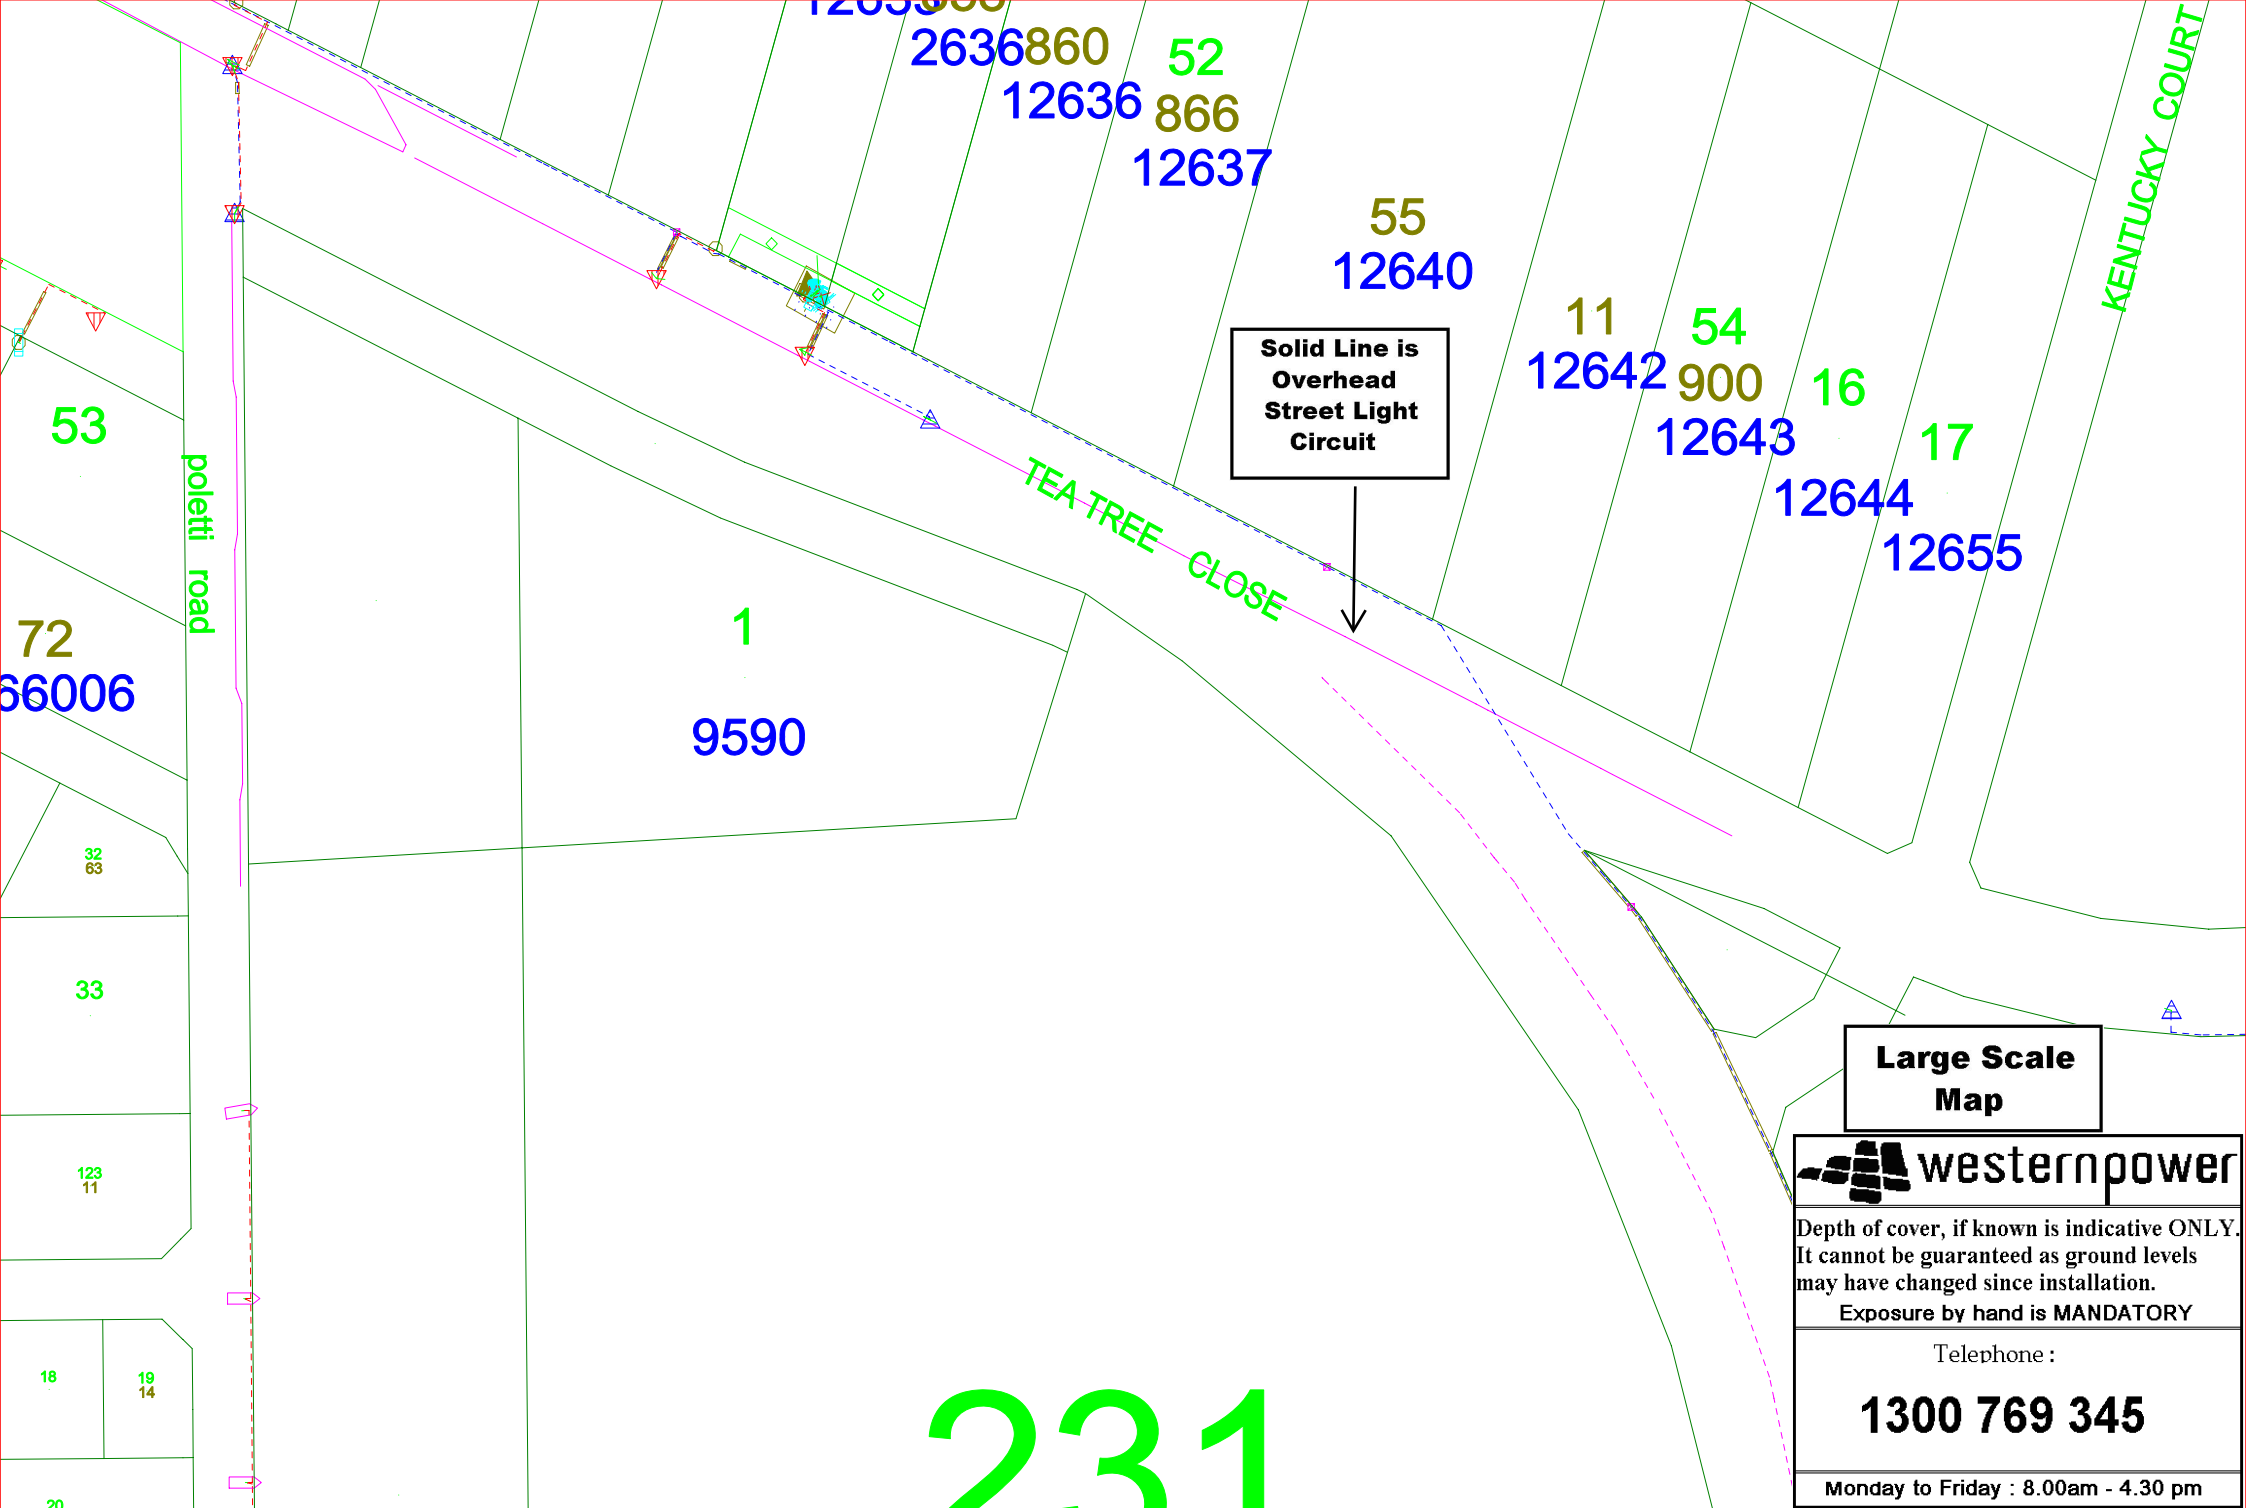 860
2636
12636
52
866
12637
55
12640
11
12642
54
900
12643
16
12644
17
12655
KENTUCKY COURT
Solid Line is
Overhead
Street Light
Circuit
TEA TREE CLOSE
poletti road
53
72
66006
1
9590
32
63
33
123
11
18
19
14
20
231
Large Scale
Map
westernpower
Depth of cover, if known is indicative ONLY.
It cannot be guaranteed as ground levels
may have changed since installation.
Exposure by hand is MANDATORY
Telephone :
1300 769 345
Monday to Friday : 8.00am - 4.30 pm